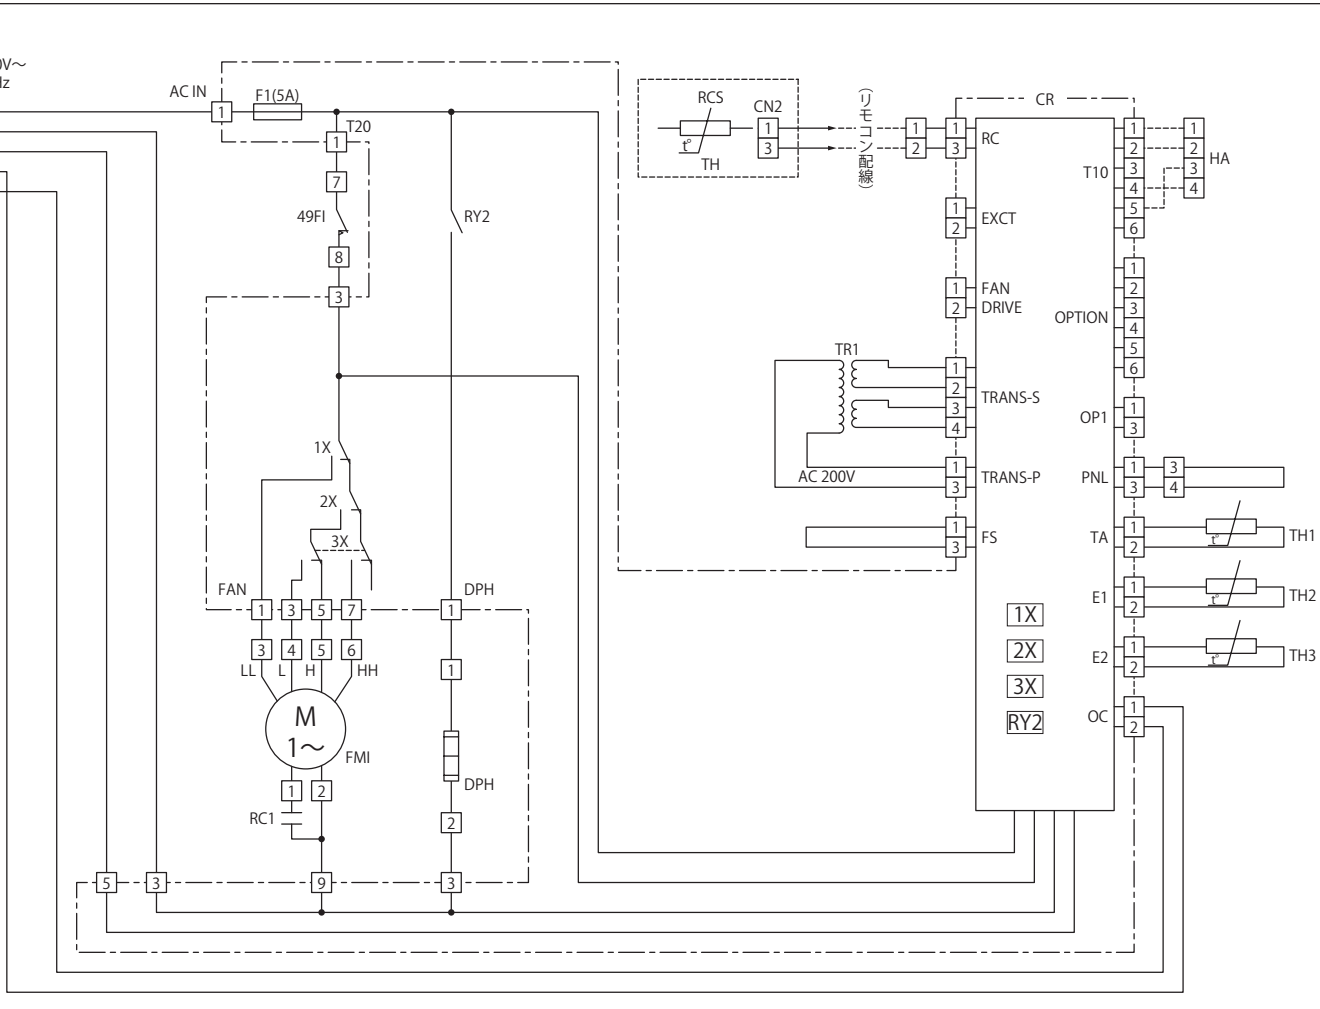 0V～
Hz
AC IN
1
F1(5A)
T20
1
7
49FI
8
3
RY2
1X
2X
3X
FAN
1 3 5 7
3 4 5 6
LL L H HH
M
1～
FMI
1 2
RC1
DPH
1
1
DPH
2
5 3 9 3
RCS
t°
TH
CN2
1
3
(リモコン配線)
1
2
CR
1
3
RC
1
2
EXCT
1
2
FAN
DRIVE
TR1
1
2
3
4
TRANS-S
AC 200V
1
3
TRANS-P
1
3
FS
1X
2X
3X
RY2
T10
1
2
3
4
5
6
1
2
3
4
HA
OPTION
1
2
3
4
5
6
OP1
1
3
PNL
1
3
3
4
TA
1
2
t°
TH1
E1
1
2
t°
TH2
E2
1
2
t°
TH3
OC
1
2